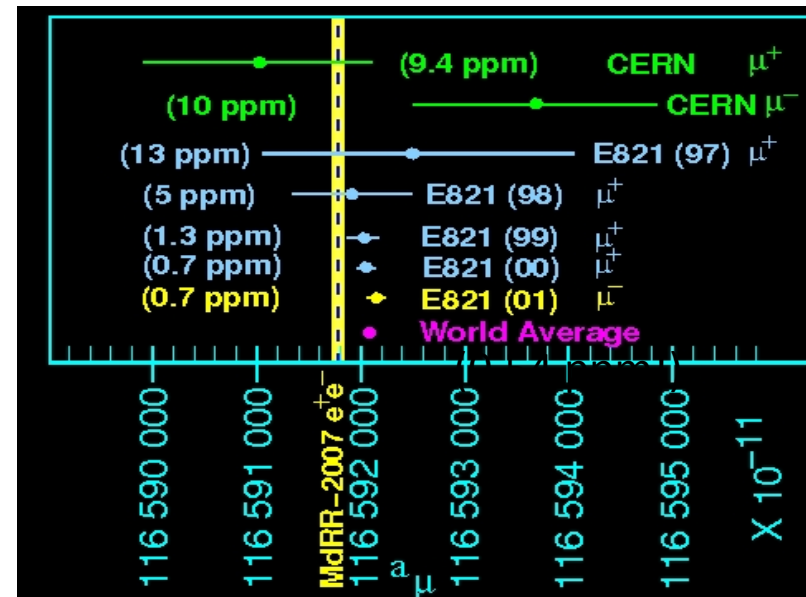 (9.4 ppm) CERN μ+
(10 ppm) CERN μ−
(13 ppm) E821 (97) μ+
(5 ppm) E821 (98) μ+
(1.3 ppm) E821 (99) μ+
(0.7 ppm) E821 (00) μ+
(0.7 ppm) E821 (01) μ−
World Average
116 590 000
116 591 000
MdRR-2007 e+e−
116 592 000
116 593 000
116 594 000
116 595 000
X 10−11
aμ